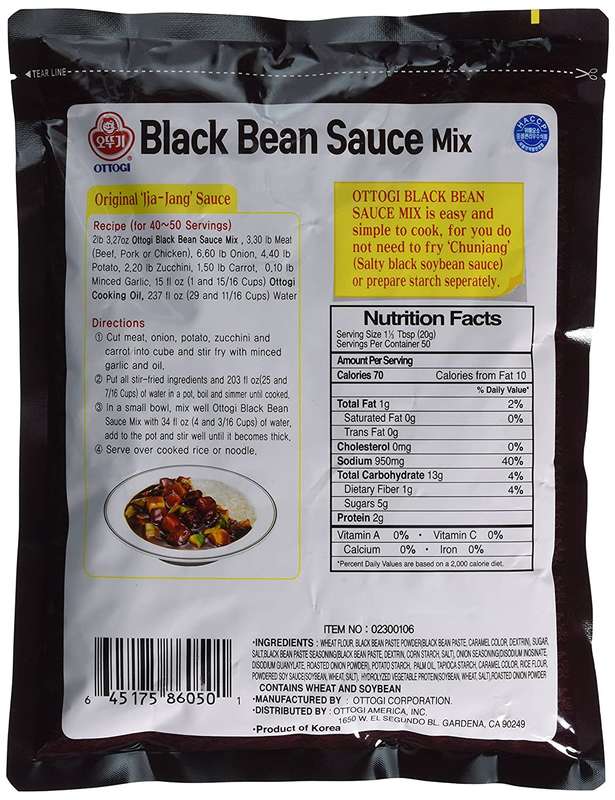 TEAR LINE
오뚜기
OTTOGI
Black Bean Sauce Mix
HACCP
Original 'Jja-Jang' Sauce
Recipe (for 40~50 Servings)
2lb 3.27oz Ottogi Black Bean Sauce Mix , 3.30 lb Meat
(Beef, Pork or Chicken), 6.60 lb Onion, 4.40 lb
Potato, 2.20 lb Zucchini, 1.50 lb Carrot, 0.10 lb
Minced Garlic, 15 fl oz (1 and 15/16 Cups) Ottogi
Cooking Oil, 237 fl oz (29 and 11/16 Cups) Water
Directions
① Cut meat, onion, potato, zucchini and
carrot into cube and stir fry with minced
garlic and oil.
② Put all stir-fried ingredients and 203 fl oz(25 and
7/16 Cups) of water in a pot, boil and simmer until cooked.
③ In a small bowl, mix well Ottogi Black Bean
Sauce Mix with 34 fl oz (4 and 3/16 Cups) of water,
add to the pot and stir well until it becomes thick.
④ Serve over cooked rice or noodle.
OTTOGI BLACK BEAN
SAUCE MIX is easy and
simple to cook, for you do
not need to fry 'Chunjang'
(Salty black soybean sauce)
or prepare starch seperately.
Nutrition Facts
Serving Size 1½ Tbsp (20g)
Servings Per Container 50
Amount Per Serving
Calories 70 Calories from Fat 10
% Daily Value*
Total Fat 1g 2%
Saturated Fat 0g 0%
Trans Fat 0g
Cholesterol 0mg 0%
Sodium 950mg 40%
Total Carbohydrate 13g 4%
Dietary Fiber 1g 4%
Sugars 5g
Protein 2g
Vitamin A 0% • Vitamin C 0%
Calcium 0% • Iron 0%
*Percent Daily Values are based on a 2,000 calorie diet.
ITEM NO : 02300106
•INGREDIENTS : WHEAT FLOUR, BLACK BEAN PASTE POWDER(BLACK BEAN PASTE, CARAMEL COLOR, DEXTRIN), SUGAR,
SALT,BLACK BEAN PASTE SEASONING(BLACK BEAN PASTE, DEXTRIN, CORN STARCH, SALT), ONION SEASONING(DISODIUM INOSINATE,
DISODIUM GUANYLATE, ROASTED ONION POWDER), POTATO STARCH, PALM OIL, TAPIOCA STARCH, CARAMEL COLOR, RICE FLOUR,
POWDERED SOY SAUCE(SOYBEAN, WHEAT, SALT), HYDROLYZED VEGETABLE PROTEIN(SOYBEAN, WHEAT, SALT),ROASTED ONION POWDER
CONTAINS WHEAT AND SOYBEAN
•MANUFACTURED BY : OTTOGI CORPORATION.
•DISTRIBUTED BY : OTTOGI AMERICA, INC.
1650 W. EL SEGUNDO BL. GARDENA, CA 90249
•Product of Korea
6 45175 86050 1